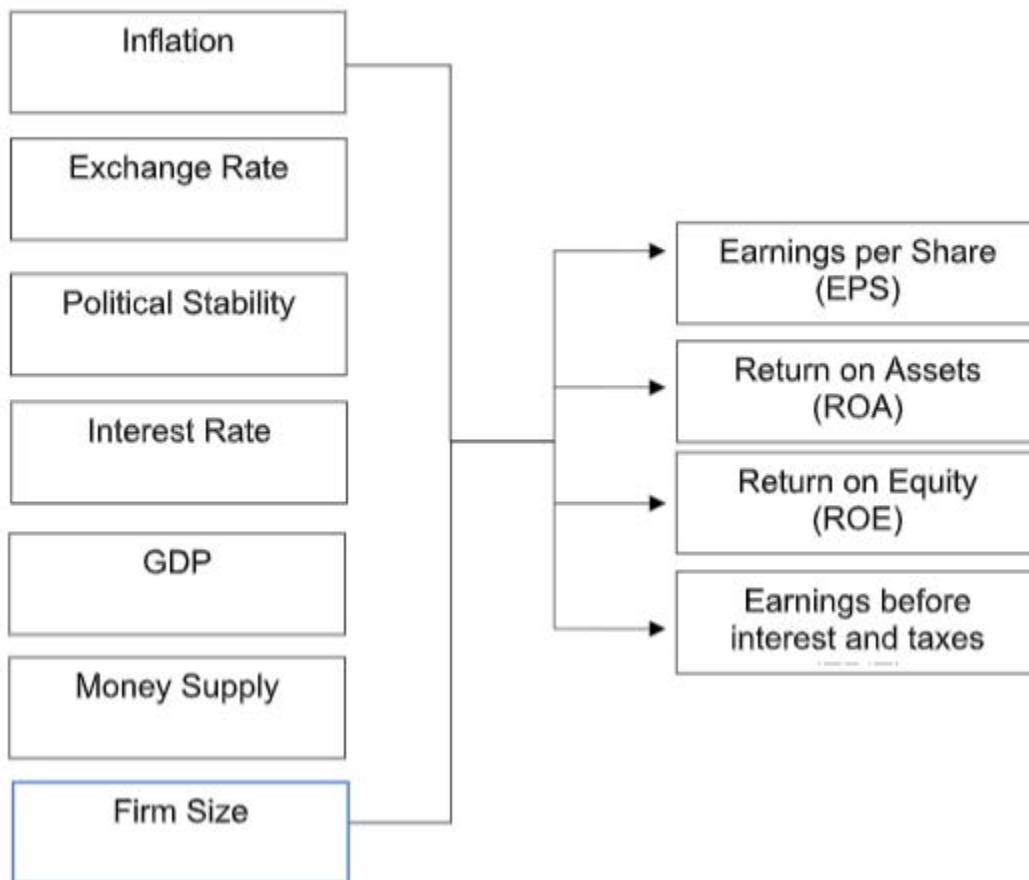 Inflation
Exchange Rate
Political Stability
Interest Rate
GDP
Money Supply
Firm Size
Earnings per Share
(EPS)
Return on Assets
(ROA)
Return on Equity
(ROE)
Earnings before
interest and taxes